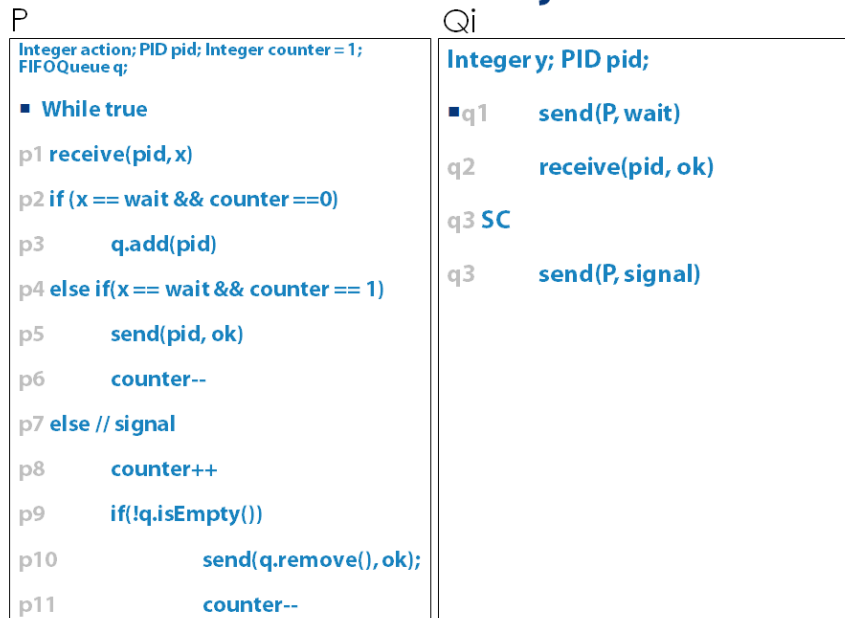 P
Integer action; PID pid; Integer counter = 1;
FIFOQueue q;
■ While true
p1 receive(pid, x)
p2 if (x == wait && counter ==0)
p3 q.add(pid)
p4 else if(x == wait && counter == 1)
p5 send(pid, ok)
p6 counter--
p7 else // signal
p8 counter++
p9 if(!q.isEmpty())
p10 send(q.remove(), ok);
p11 counter--
Qi
Integer y; PID pid;
■q1 send(P, wait)
q2 receive(pid, ok)
q3 SC
q3 send(P, signal)